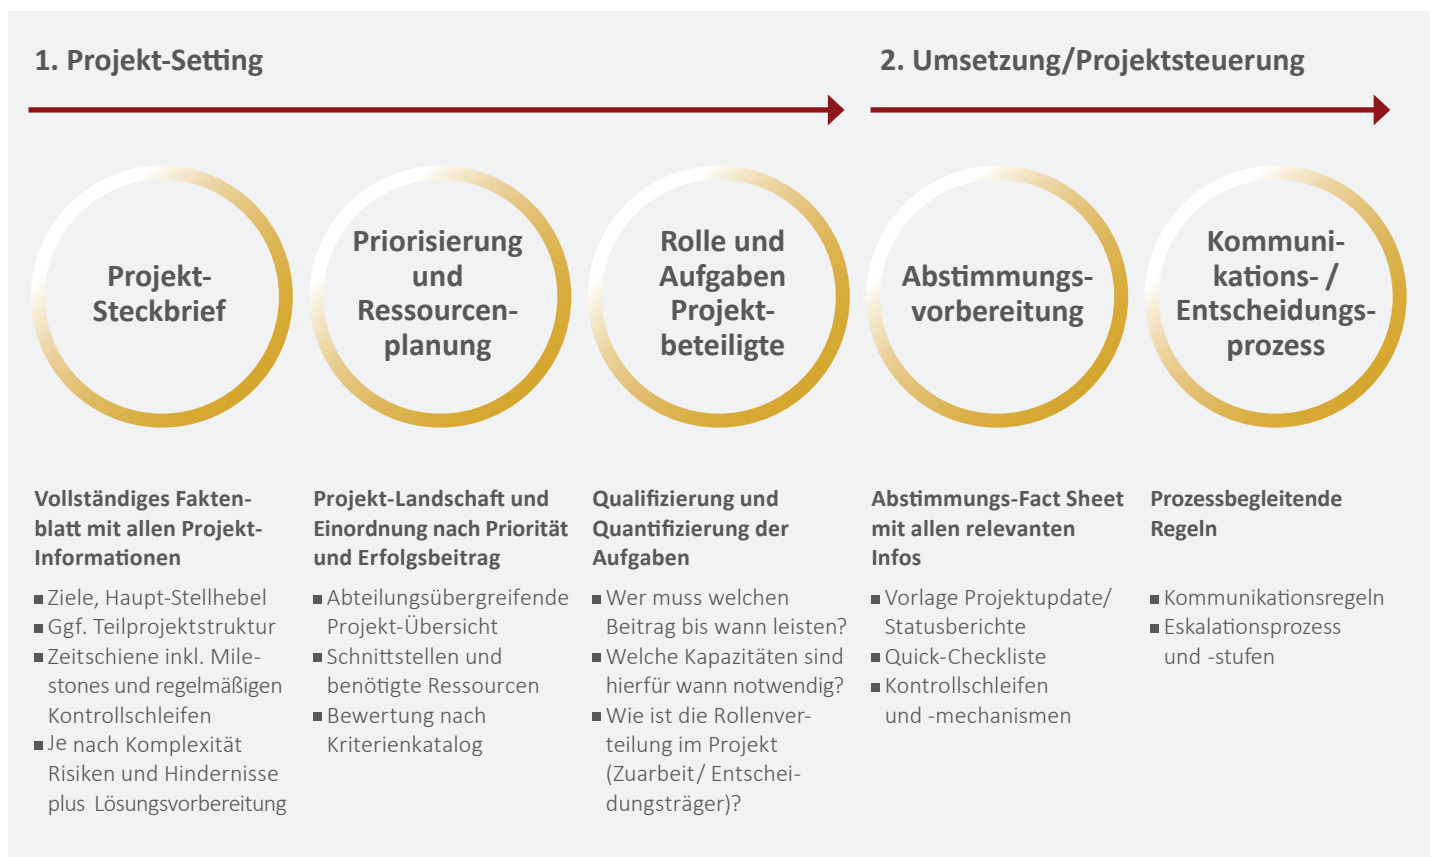 1. Projekt-Setting
2. Umsetzung/Projektsteuerung
Projekt-
Steckbrief
Priorisierung
und
Ressourcen-
planung
Rolle und
Aufgaben
Projekt-
beteiligte
Abstimmungs-
vorbereitung
Kommuni-
kations- /
Entscheidungs-
prozess
Vollständiges Fakten-
blatt mit allen Projekt-
Informationen
■ Ziele, Haupt-Stellhebel
■ Ggf. Teilprojektstruktur
■ Zeitschiene inkl. Mile-
stones und regelmäßigen
Kontrollschleifen
■ Je nach Komplexität
Risiken und Hindernisse
plus Lösungsvorbereitung
Projekt-Landschaft und
Einordnung nach Priorität
und Erfolgsbeitrag
■ Abteilungsübergreifende
Projekt-Übersicht
■ Schnittstellen und
benötigte Ressourcen
■ Bewertung nach
Kriterienkatalog
Qualifizierung und
Quantifizierung der
Aufgaben
■ Wer muss welchen
Beitrag bis wann leisten?
■ Welche Kapazitäten sind
hierfür wann notwendig?
■ Wie ist die Rollenver-
teilung im Projekt
(Zuarbeit/ Entschei-
dungsträger)?
Abstimmungs-Fact Sheet
mit allen relevanten
Infos
■ Vorlage Projektupdate/
Statusberichte
■ Quick-Checkliste
■ Kontrollschleifen
und -mechanismen
Prozessbegleitende
Regeln
■ Kommunikationsregeln
■ Eskalationsprozess
und -stufen